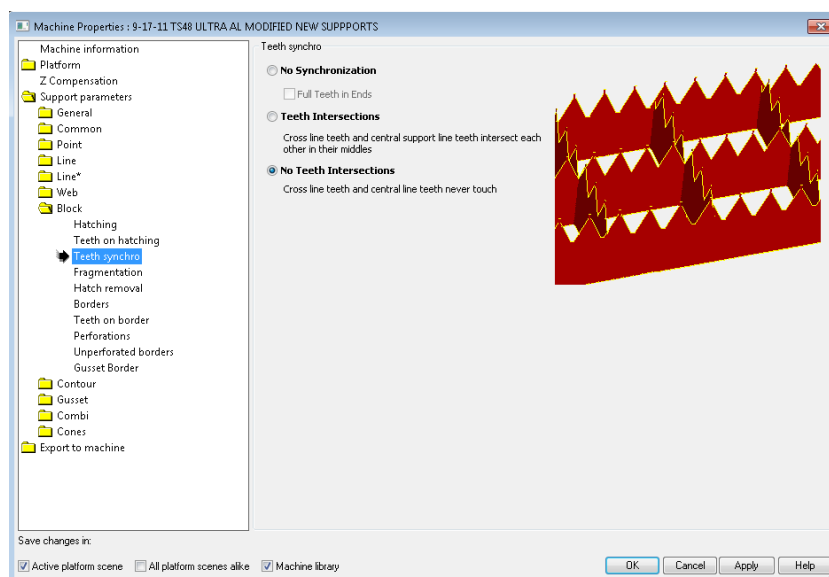 Machine Properties : 9-17-11 TS48 ULTRA AL MODIFIED NEW SUPPPORTS
Machine information
Platform
Z Compensation
Support parameters
General
Common
Point
Line
Line*
Web
Block
Hatching
Teeth on hatching
Teeth synchro
Fragmentation
Hatch removal
Borders
Teeth on border
Perforations
Unperforated borders
Gusset Border
Contour
Gusset
Combi
Cones
Export to machine
Teeth synchro
No Synchronization
Full Teeth in Ends
Teeth Intersections
Cross line teeth and central support line teeth intersect each
other in their middles
No Teeth Intersections
Cross line teeth and central line teeth never touch
Save changes in:
Active platform scene
All platform scenes alike
Machine library
OK
Cancel
Apply
Help